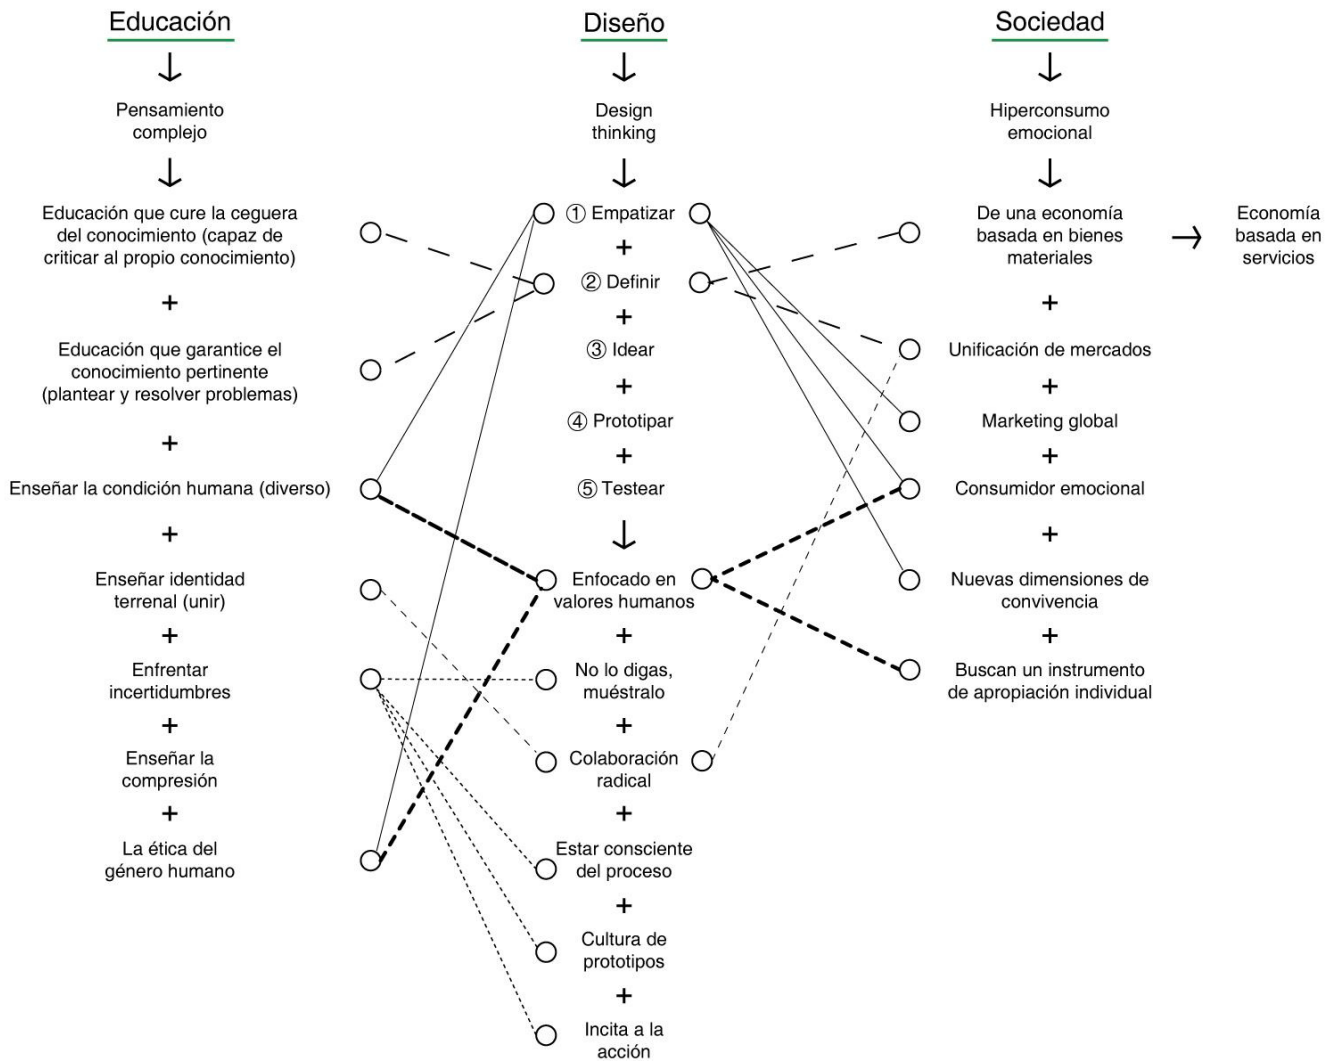 Educación
Pensamiento
complejo
Educación que cure la ceguera
del conocimiento (capaz de
criticar al propio conocimiento)
+
Educación que garantice el
conocimiento pertinente
(plantear y resolver problemas)
+
Enseñar la condición humana (diverso)
+
Enseñar identidad
terrenal (unir)
+
Enfrentar
incertidumbres
+
Enseñar la
compresión
+
La ética del
género humano
Diseño
Design
thinking
① Empatizar
+
② Definir
+
③ Idear
+
④ Prototipar
+
⑤ Testear
Enfocado en
valores humanos
+
No lo digas,
muéstralo
+
Colaboración
radical
+
Estar consciente
del proceso
+
Cultura de
prototipos
+
Incita a la
acción
Sociedad
Hiperconsumo
emocional
De una economía
basada en bienes
materiales
Economía
basada en
servicios
+
Unificación de mercados
+
Marketing global
+
Consumidor emocional
+
Nuevas dimensiones de
convivencia
+
Buscan un instrumento
de apropiación individual